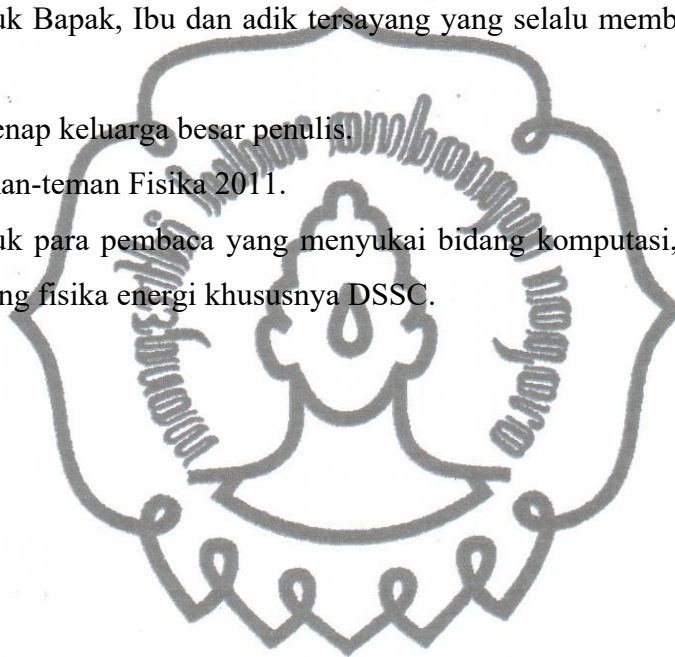 uk Bapak, Ibu dan adik tersayang yang selalu memb
enap keluarga besar penulis.
an-teman Fisika 2011.
uk para pembaca yang menyukai bidang komputasi,
ng fisika energi khususnya DSSC.